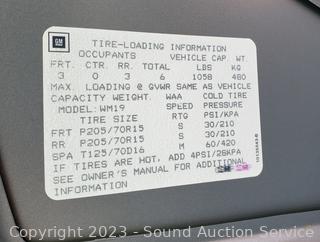 GM
TIRE-LOADING INFORMATION
OCCUPANTS VEHICLE CAP. WT.
FRT. CTR. RR. TOTAL LBS KG
3 0 3 6 1058 480
MAX. LOADING @ GVWR SAME AS VEHICLE
CAPACITY WEIGHT. WAA COLD TIRE
MODEL: WM19 SPEED PRESSURE
TIRE SIZE RTG PSI/KPA
FRT P205/70R15 S 30/210
RR P205/70R15 S 30/210
SPA T125/70D16 M 60/420
IF TIRES ARE HOT, ADD 4PSI/28KPA
SEE OWNER'S MANUAL FOR ADDITIONAL
INFORMATION
Copyright 2023 - Sound Auction Service